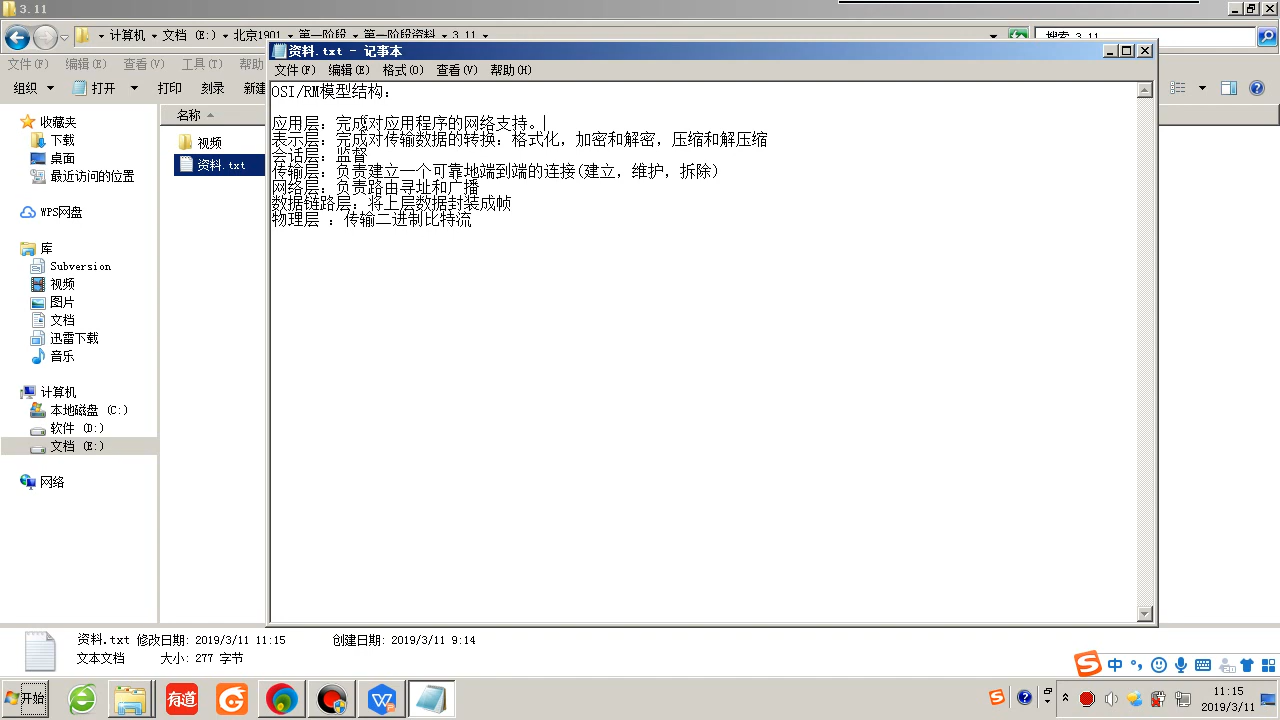 3.11
计算机 文档 (E:) 北京1901 第一阶段 第一阶段资料 3.11
搜索 3.11
文件(F) 编辑(E) 查看(V) 工具(T) 帮助
组织 打开 打印 刻录 新建
收藏夹
下载
桌面
最近访问的位置
WPS网盘
库
Subversion
视频
图片
文档
迅雷下载
音乐
计算机
本地磁盘 (C:)
软件 (D:)
文档 (E:)
网络
名称
视频
资料.txt
资料.txt - 记事本
文件(F) 编辑(E) 格式(O) 查看(V) 帮助(H)
OSI/RM模型结构:
应用层: 完成对应用程序的网络支持。
表示层: 完成对传输数据的转换: 格式化, 加密和解密, 压缩和解压缩
会话层: 监督
传输层: 负责建立一个可靠地端到端的连接(建立, 维护, 拆除)
网络层: 负责路由寻址和广播
数据链路层: 将上层数据封装成帧
物理层 : 传输二进制比特流
资料.txt 修改日期: 2019/3/11 11:15 创建日期: 2019/3/11 9:14
文本文档 大小: 277 字节
中
开始
有道
11:15
2019/3/11